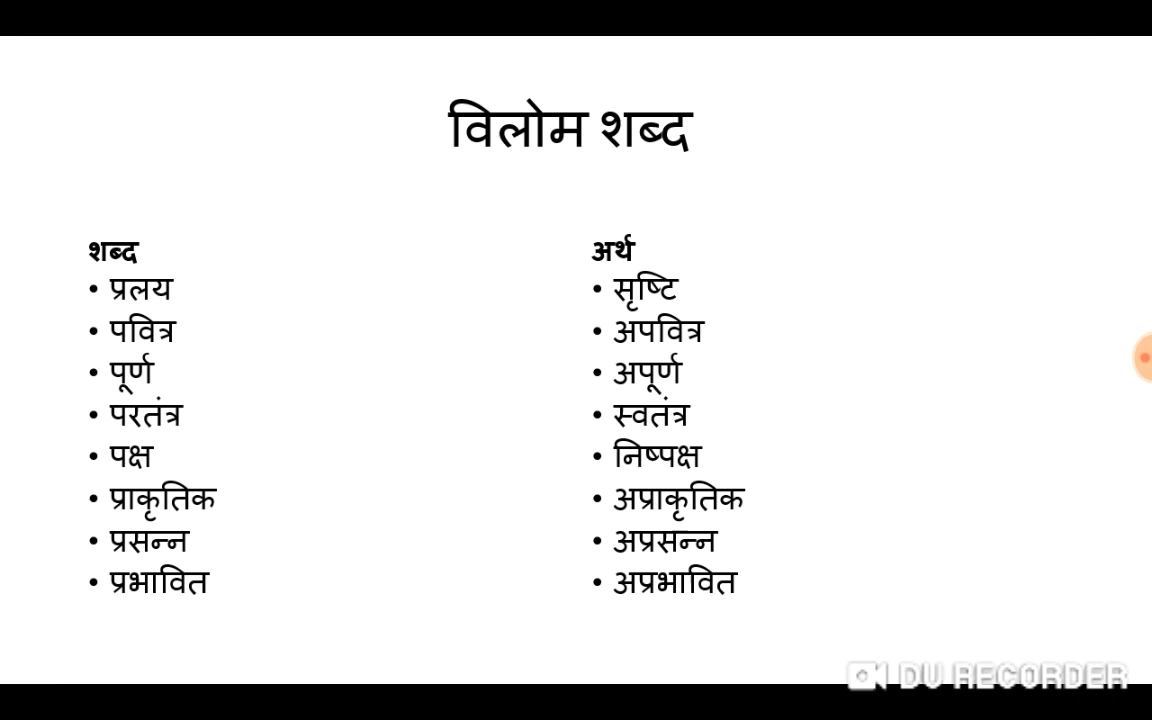 विलोम शब्द
शब्द
• प्रलय
• पवित्र
• पूर्ण
• परतंत्र
• पक्ष
• प्राकृतिक
• प्रसन्न
• प्रभावित
अर्थ
• सृष्टि
• अपवित्र
• अपूर्ण
• स्वतंत्र
• निष्पक्ष
• अप्राकृतिक
• अप्रसन्न
• अप्रभावित
DU RECORDER